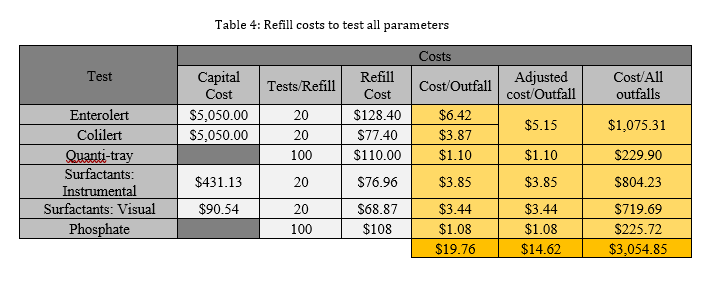 Table 4: Refill costs to test all parameters
Test Costs
Capital Cost Tests/Refill Refill Cost Cost/Outfall Adjusted cost/Outfall Cost/All outfalls
Enterolert $5,050.00 20 $128.40 $6.42 $5.15 $1,075.31
Colilert $5,050.00 20 $77.40 $3.87
Quanti-tray 100 $110.00 $1.10 $1.10 $229.90
Surfactants: Instrumental $431.13 20 $76.96 $3.85 $3.85 $804.23
Surfactants: Visual $90.54 20 $68.87 $3.44 $3.44 $719.69
Phosphate 100 $108 $1.08 $1.08 $225.72
$19.76 $14.62 $3,054.85